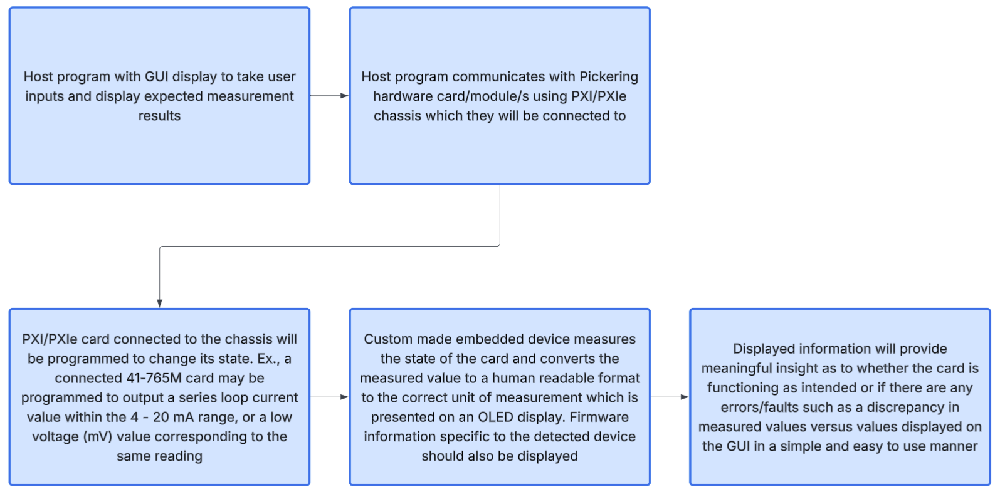 Host program with GUI display to take user
inputs and display expected measurement
results
Host program communicates with Pickering
hardware card/module/s using PXI/PXIe
chassis which they will be connected to
PXI/PXIe card connected to the chassis will
be programmed to change its state. Ex., a
connected 41-765M card may be
programmed to output a series loop current
value within the 4 - 20 mA range, or a low
voltage (mV) value corresponding to the
same reading
Custom made embedded device measures
the state of the card and converts the
measured value to a human readable format
to the correct unit of measurement which is
presented on an OLED display. Firmware
information specific to the detected device
should also be displayed
Displayed information will provide
meaningful insight as to whether the card is
functioning as intended or if there are any
errors/faults such as a discrepancy in
measured values versus values displayed on
the GUI in a simple and easy to use manner